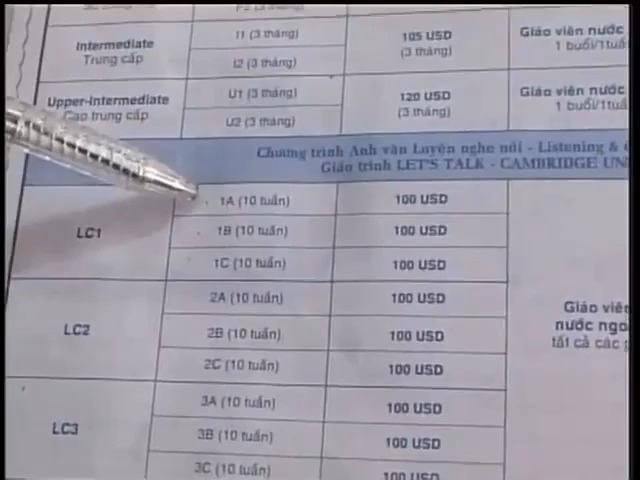 Intermediate
Trung cấp
I1 (3 tháng)
I2 (3 tháng)
105 USD
(3 tháng)
Giáo viên nước
1 buổi/1tuầ
Upper-Intermediate
Cao trung cấp
U1 (3 tháng)
U2 (3 tháng)
120 USD
(3 tháng)
Giáo viên nước
1 buổi/1tuầ
Chương trình Anh văn Luyện nghe nói - Listening &
Giáo trình LET'S TALK - CAMBRIDGE UN
LC1
1A (10 tuần)
100 USD
1B (10 tuần)
100 USD
1C (10 tuần)
100 USD
LC2
2A (10 tuần)
100 USD
2B (10 tuần)
100 USD
2C (10 tuần)
100 USD
Giáo viên
nước ngo
tất cả các
LC3
3A (10 tuần)
100 USD
3B (10 tuần)
100 USD
3C (10 tuần)
100 USD